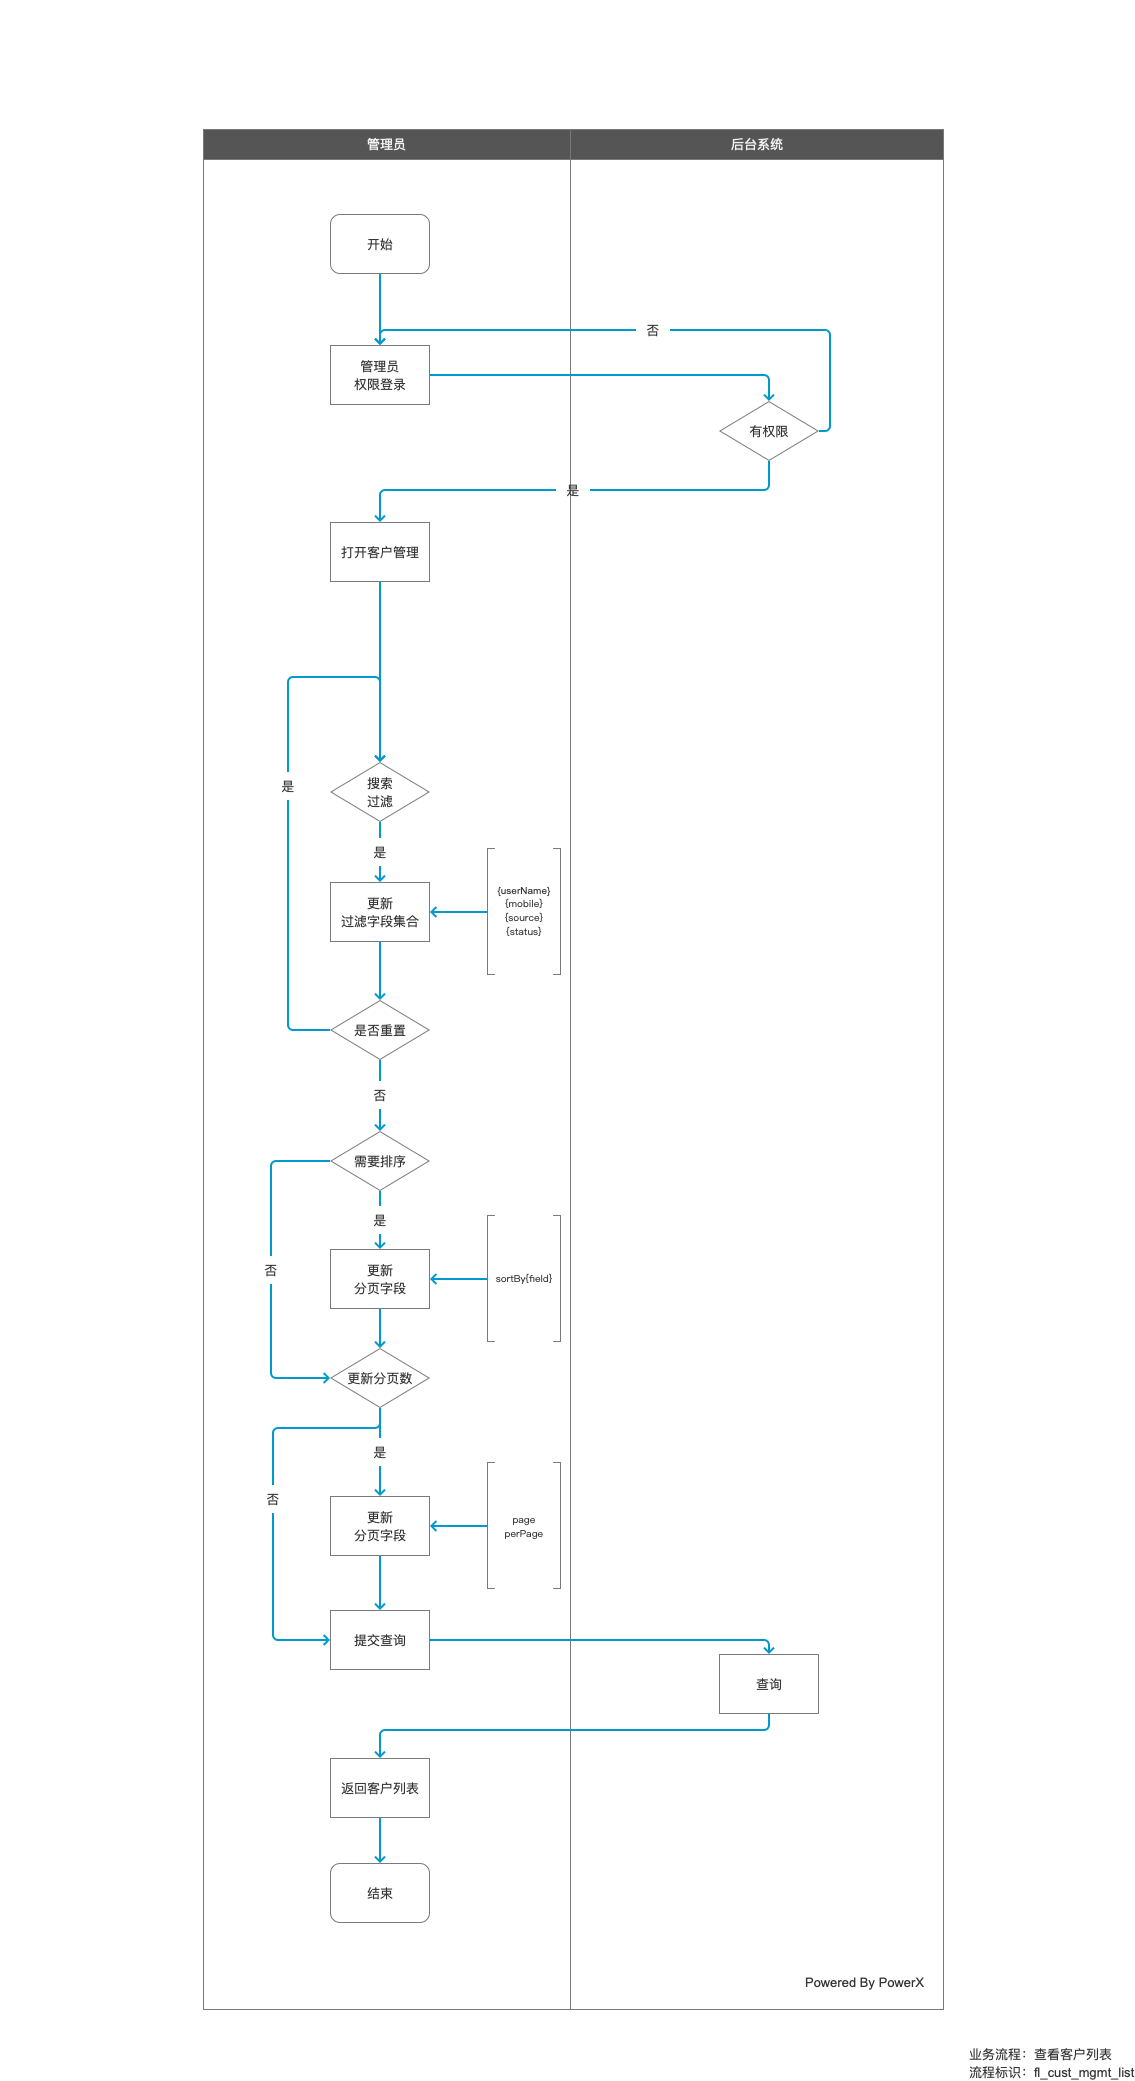 管理员
后台系统
开始
否
管理员
权限登录
有权限
是
打开客户管理
搜索
过滤
是
是
更新
过滤字段集合
{userName}
{mobile}
{source}
{status}
是否重置
否
需要排序
是
否
更新
分页字段
sortBy{field}
更新分页数
是
否
更新
分页字段
page
perPage
提交查询
查询
返回客户列表
结束
Powered By PowerX
业务流程：查看客户列表
流程标识：fl_cust_mgmt_list